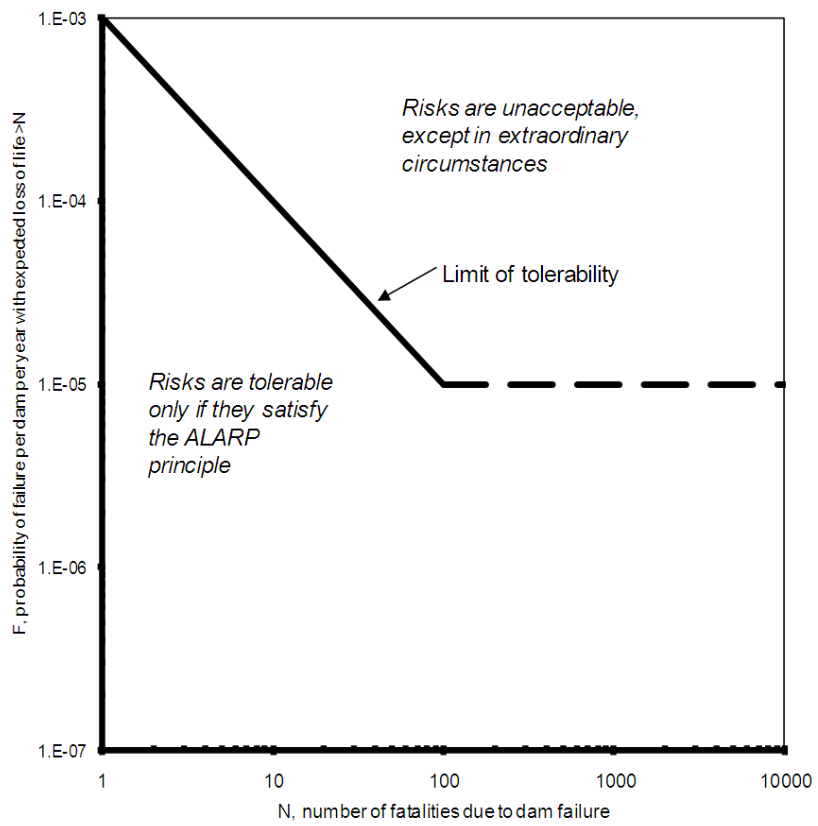 1.E-03
Risks are unacceptable,
except in extraordinary
circumstances
1.E-04
Limit of tolerability
1.E-05
Risks are tolerable
only if they satisfy
the ALARP
principle
1.E-06
1.E-07
F, probability of failure per dam per year with expeded loss of life>N
1 10 100 1000 10000
N, number of fatalities due to dam failure